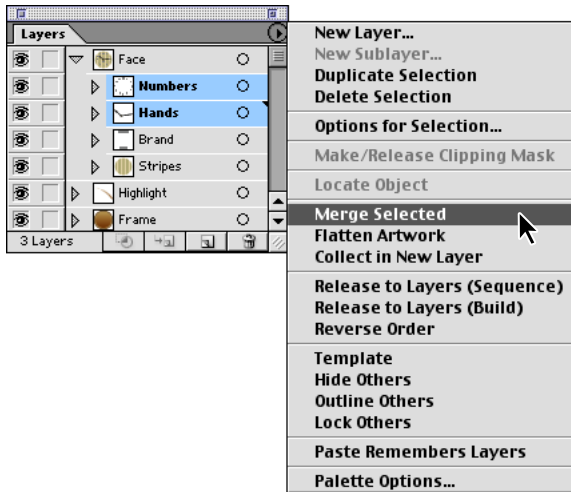 Layers
Face
Numbers
Hands
Brand
Stripes
Highlight
Frame
3 Layers
New Layer...
New Sublayer...
Duplicate Selection
Delete Selection
Options for Selection...
Make/Release Clipping Mask
Locate Object
Merge Selected
Flatten Artwork
Collect in New Layer
Release to Layers (Sequence)
Release to Layers (Build)
Reverse Order
Template
Hide Others
Outline Others
Lock Others
Paste Remembers Layers
Palette Options...